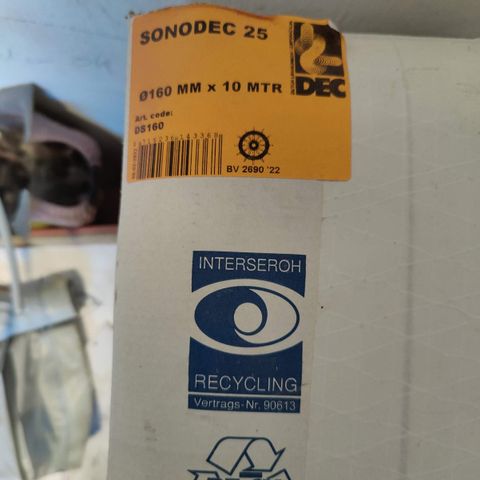 SONODEC 25
DEC
Ø160 MM x 10 MTR
Art. code:
DS160
BV 2690 '22
INTERSEROH
RECYCLING
Vertrags-Nr. 90613